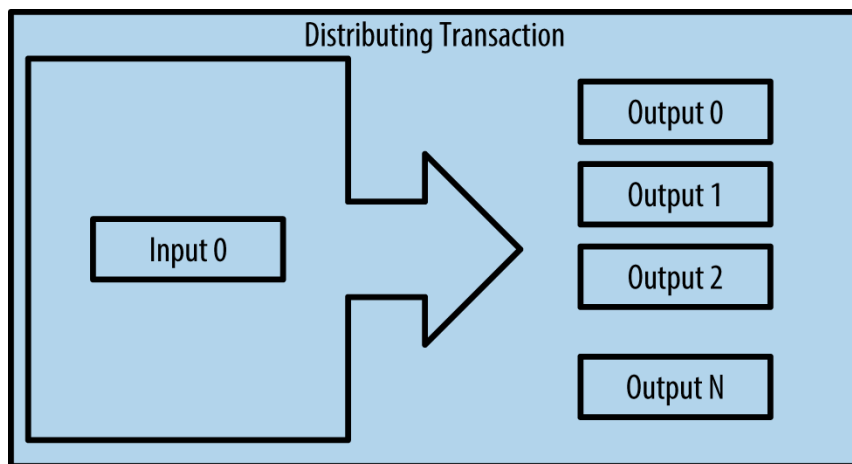 Distributing Transaction
Input 0
Output 0
Output 1
Output 2
Output N